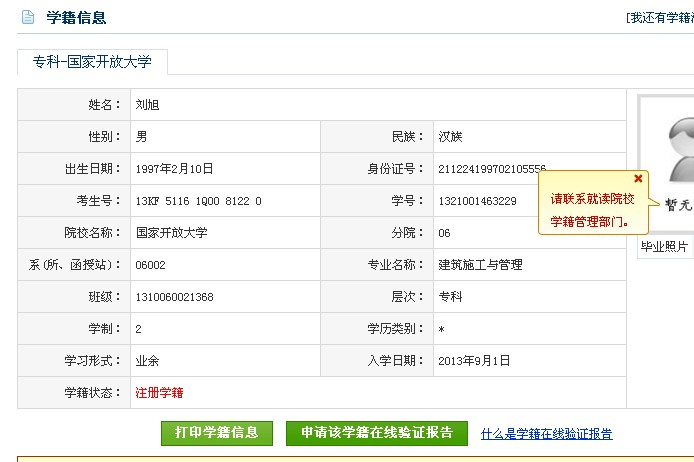 学籍信息
[我还有学籍
专科-国家开放大学
姓名： 刘旭
性别： 男 民族： 汉族
出生日期： 1997年2月10日 身份证号： 211224199702105556
考生号： 13KF 5116 1Q00 8122 0 学号： 1321001463229
院校名称： 国家开放大学 分院： 06
系(所、函授站)： 06002 专业名称： 建筑施工与管理
班级： 1310060021368 层次： 专科
学制： 2 学历类别： *
学习形式： 业余 入学日期： 2013年9月1日
学籍状态： 注册学籍
请联系就读院校
学籍管理部门。
暂无
毕业照片
打印学籍信息 申请该学籍在线验证报告 什么是学籍在线验证报告